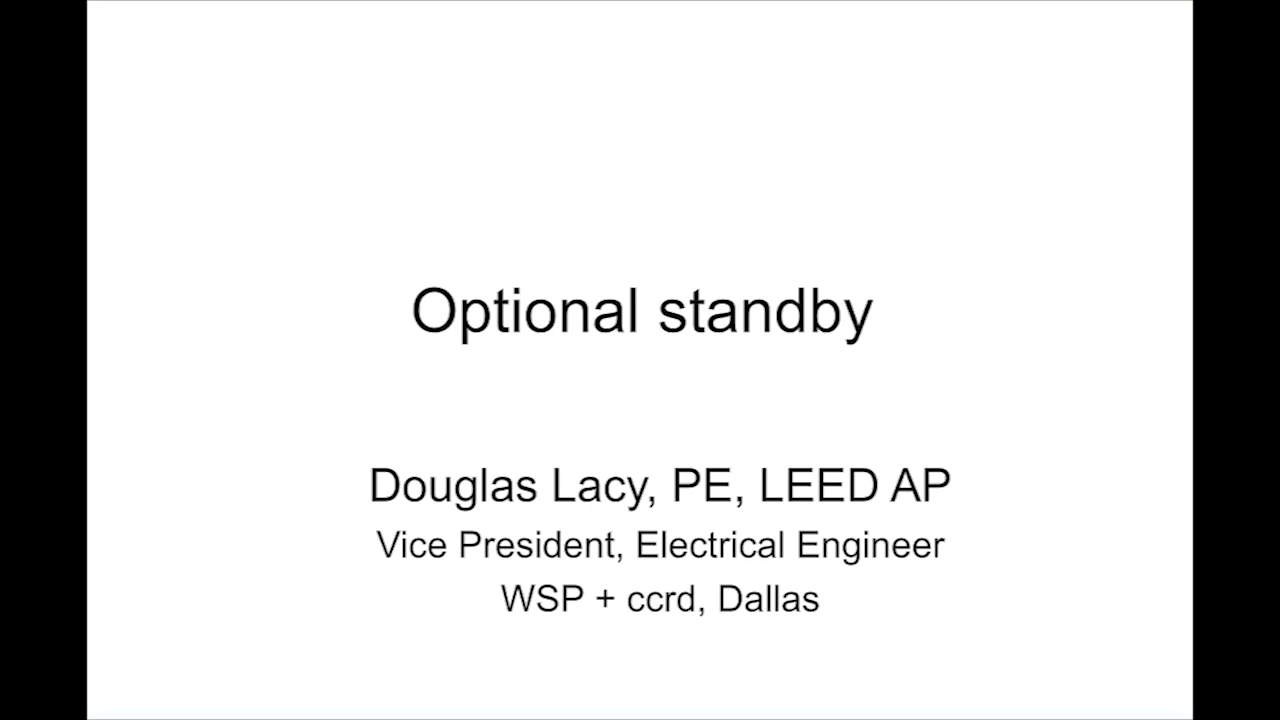 Optional standby
Douglas Lacy, PE, LEED AP
Vice President, Electrical Engineer
WSP + ccrd, Dallas